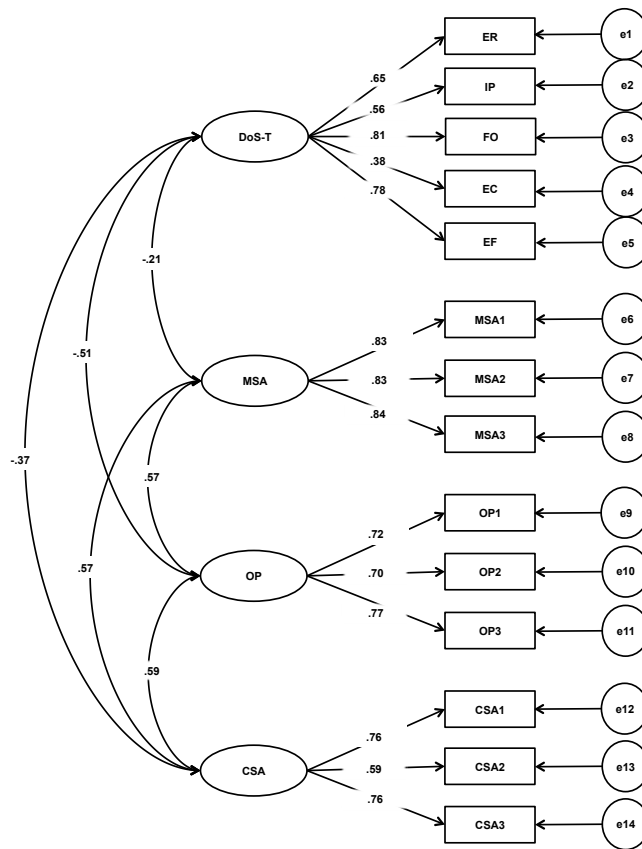 ER
e1
.65
IP
e2
.56
DoS-T
.81
FO
e3
.38
EC
e4
.78
EF
e5
-.21
MSA1
e6
.83
-.51
MSA
.83
MSA2
e7
.84
MSA3
e8
-.37
.57
OP1
e9
.72
.57
OP
.70
OP2
e10
.77
OP3
e11
.59
CSA1
e12
.76
CSA
.59
CSA2
e13
.76
CSA3
e14